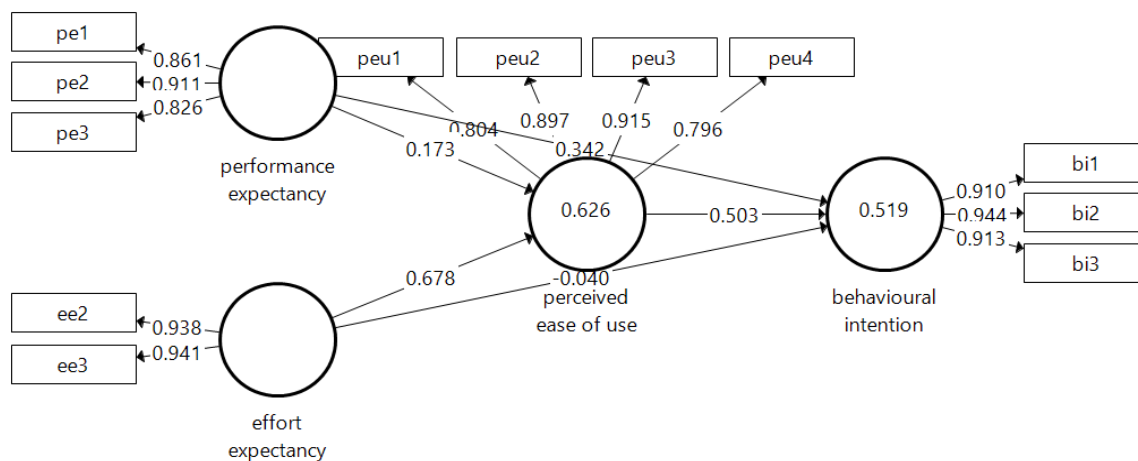 pe1
pe2
pe3
0.861
0.911
0.826
performance
expectancy
peu1
peu2
peu3
peu4
0.804
0.897
0.915
0.796
0.173
0.342
0.626
0.503
0.678
-0.040
perceived
ease of use
0.519
behavioural
intention
0.910
0.944
0.913
bi1
bi2
bi3
ee2
ee3
0.938
0.941
effort
expectancy